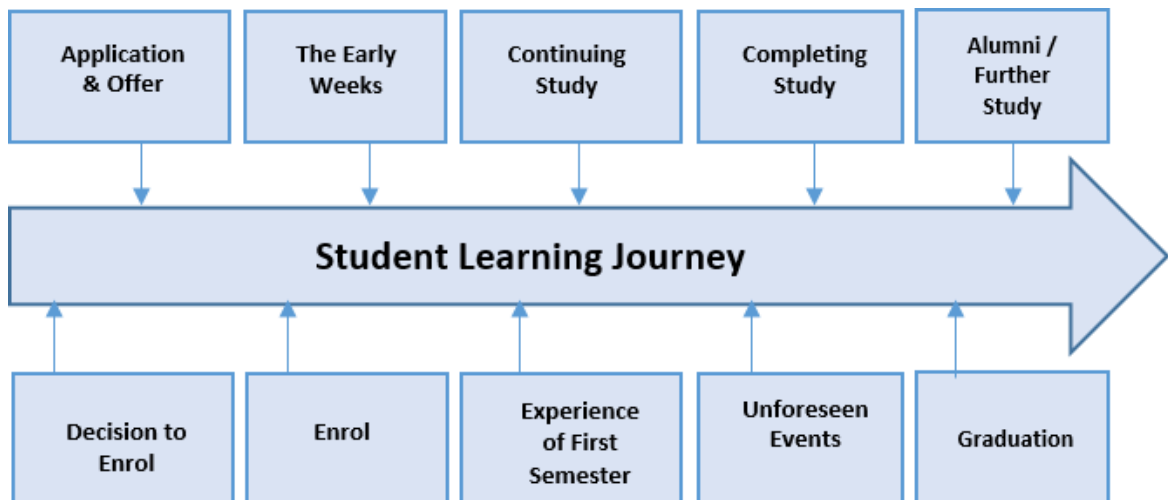 Application
& Offer
The Early
Weeks
Continuing
Study
Completing
Study
Alumni /
Further
Study
Student Learning Journey
Decision to
Enrol
Enrol
Experience
of First
Semester
Unforeseen
Events
Graduation